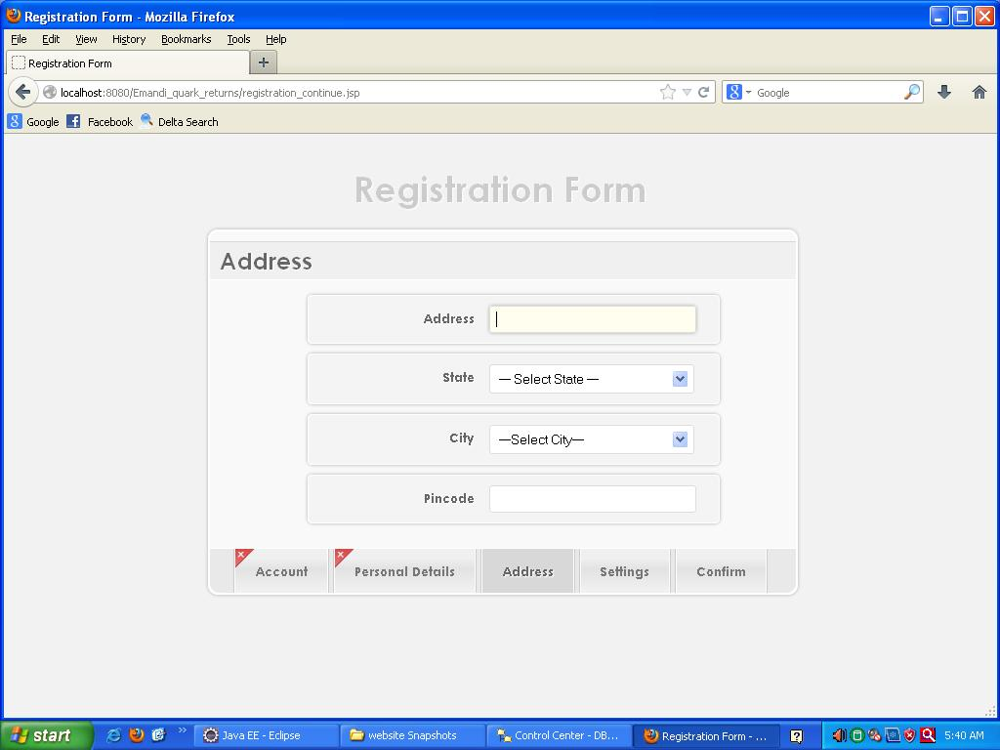 Registration Form - Mozilla Firefox
File Edit View History Bookmarks Tools Help
Registration Form
localhost:8080/Emandi_quark_returns/registration_continue.jsp Google
Google Facebook Delta Search
Registration Form
Address
Address
State — Select State —
City —Select City—
Pincode
Account Personal Details Address Settings Confirm
start Java EE - Eclipse website Snapshots Control Center - DB... Registration Form - ... 5:40 AM